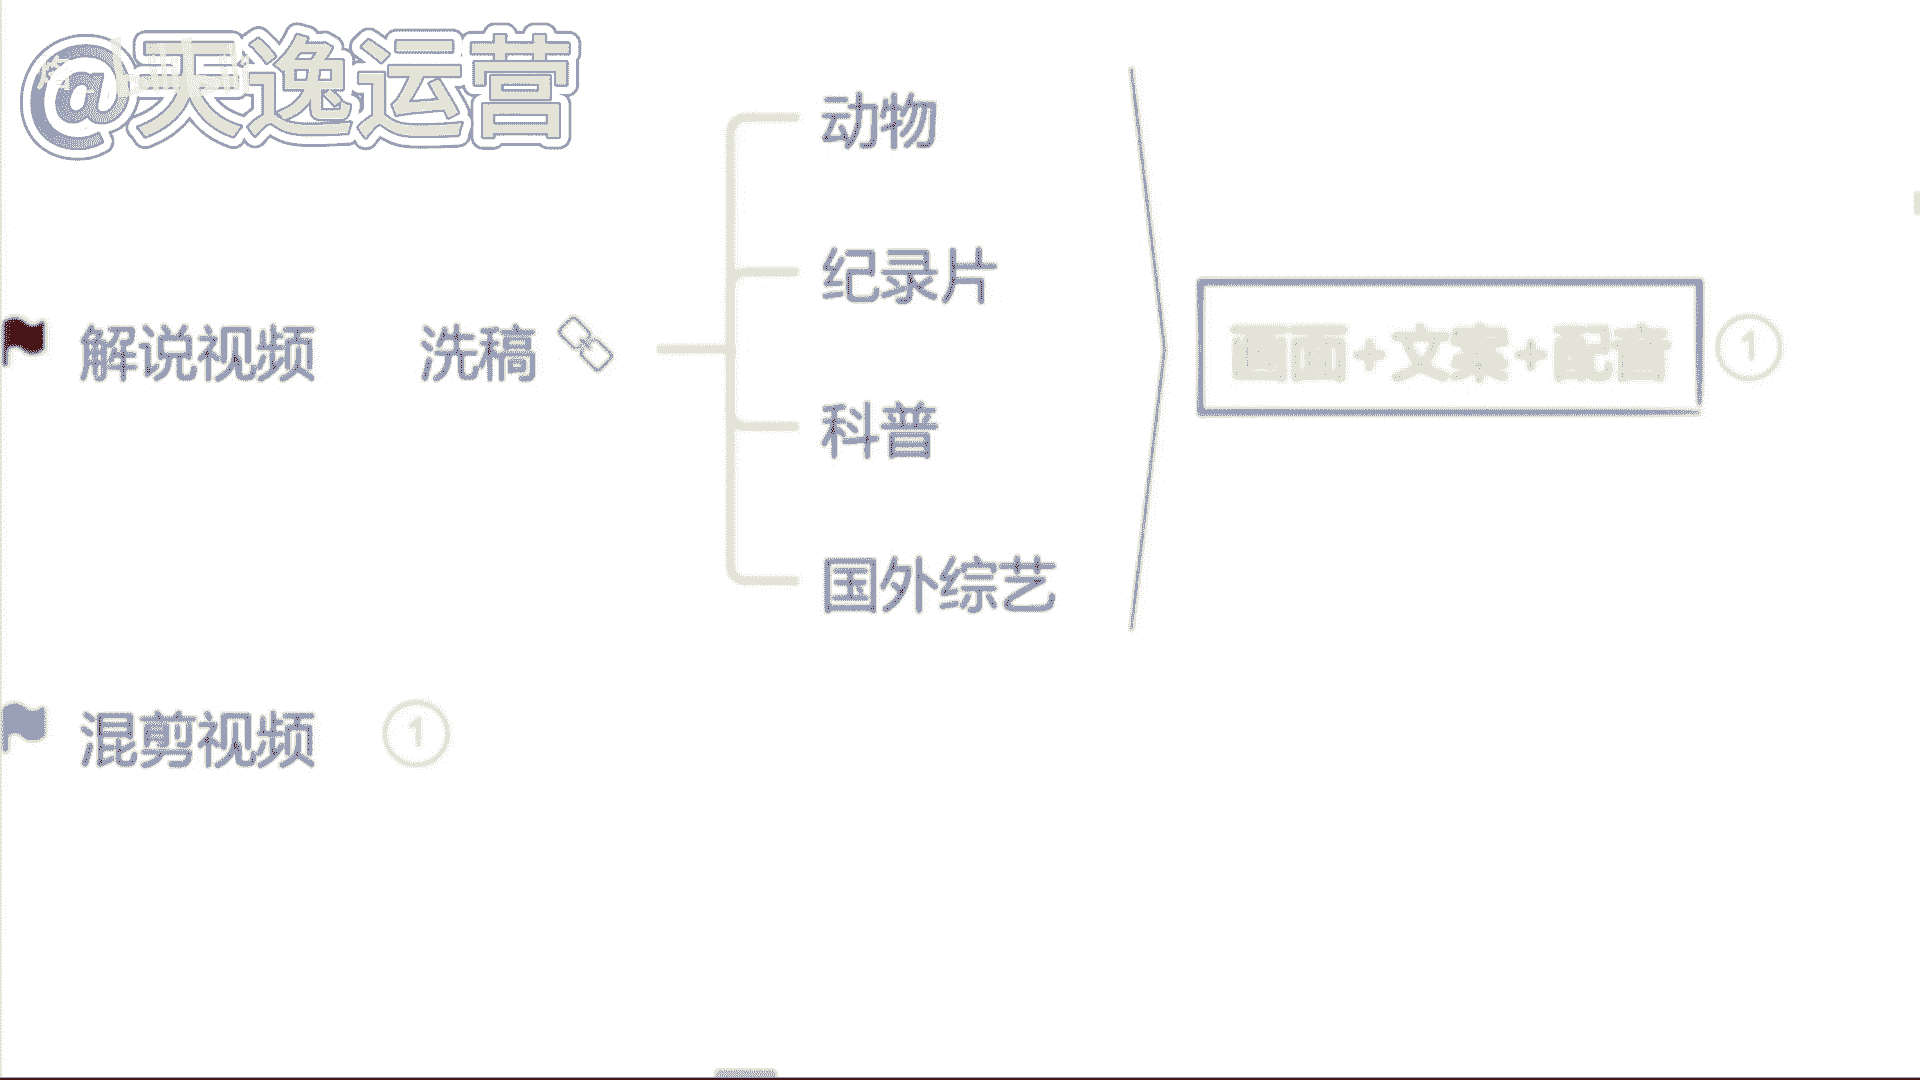 @天逸运营
动物
纪录片
解说视频 洗稿
画面+文案+配音 1
科普
国外综艺
混剪视频 1